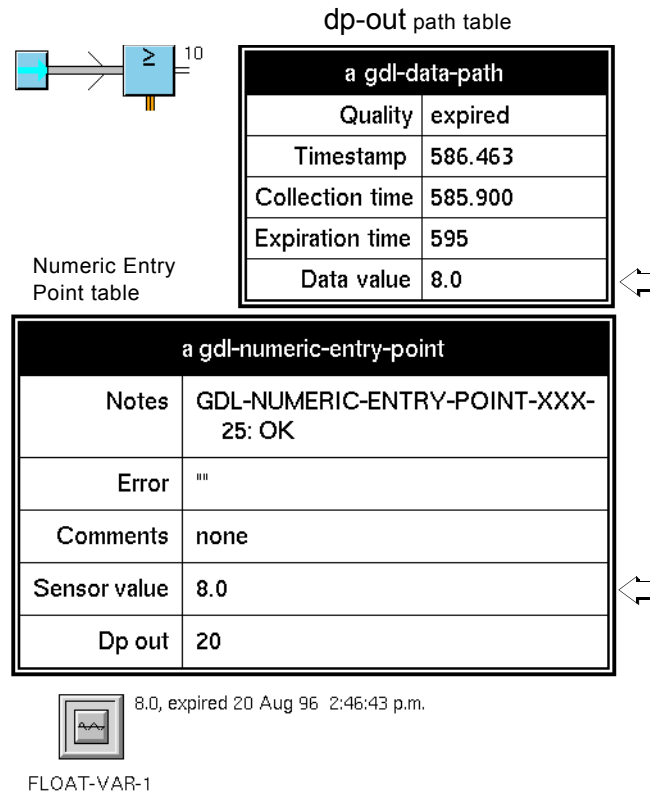 dp-out path table
≥ 10
a gdl-data-path
Quality expired
Timestamp 586.463
Collection time 585.900
Expiration time 595
Data value 8.0
Numeric Entry
Point table
a gdl-numeric-entry-point
Notes GDL-NUMERIC-ENTRY-POINT-XXX-
25: OK
Error ""
Comments none
Sensor value 8.0
Dp out 20
8.0, expired 20 Aug 96 2:46:43 p.m.
FLOAT-VAR-1